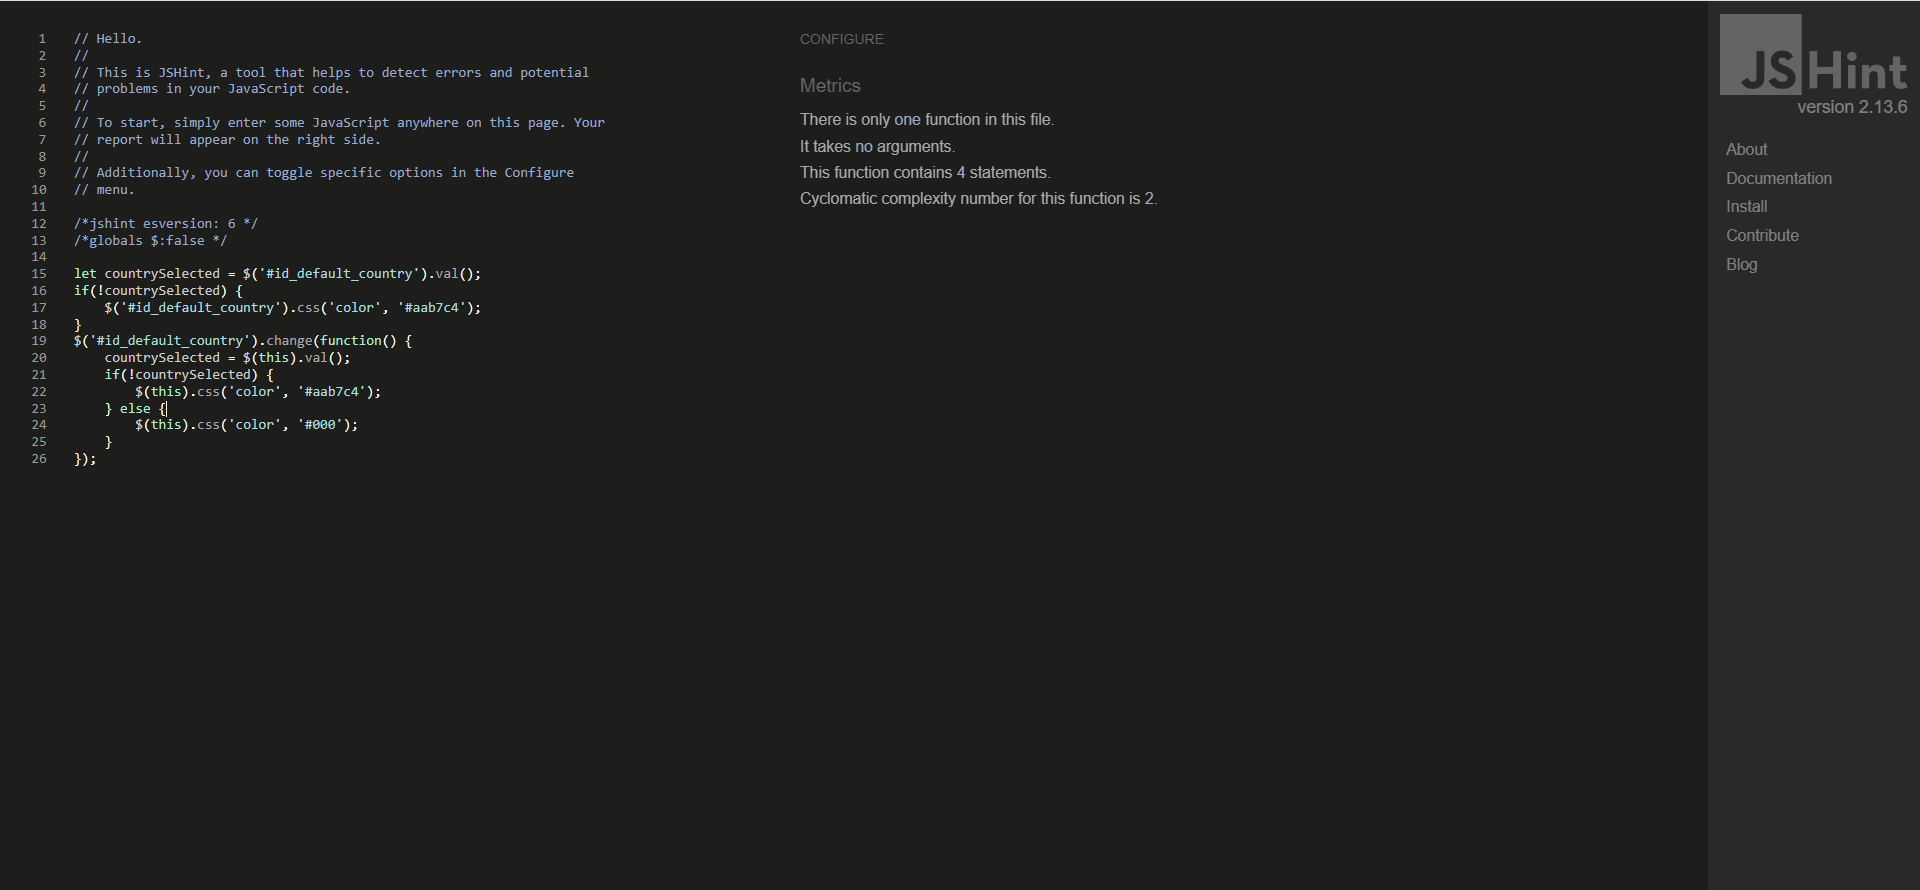 1 // Hello.
2 //
3 // This is JSHint, a tool that helps to detect errors and potential
4 // problems in your JavaScript code.
5 //
6 // To start, simply enter some JavaScript anywhere on this page. Your
7 // report will appear on the right side.
8 //
9 // Additionally, you can toggle specific options in the Configure
10 // menu.
11
12 /*jshint esversion: 6 */
13 /*globals $:false */
14
15 let countrySelected = $('#id_default_country').val();
16 if(!countrySelected) {
17     $('#id_default_country').css('color', '#aab7c4');
18 }
19 $('#id_default_country').change(function() {
20     countrySelected = $(this).val();
21     if(!countrySelected) {
22         $(this).css('color', '#aab7c4');
23     } else {
24         $(this).css('color', '#000');
25     }
26 });
CONFIGURE
Metrics
There is only one function in this file.
It takes no arguments.
This function contains 4 statements.
Cyclomatic complexity number for this function is 2.
JSHint
version 2.13.6
About
Documentation
Install
Contribute
Blog